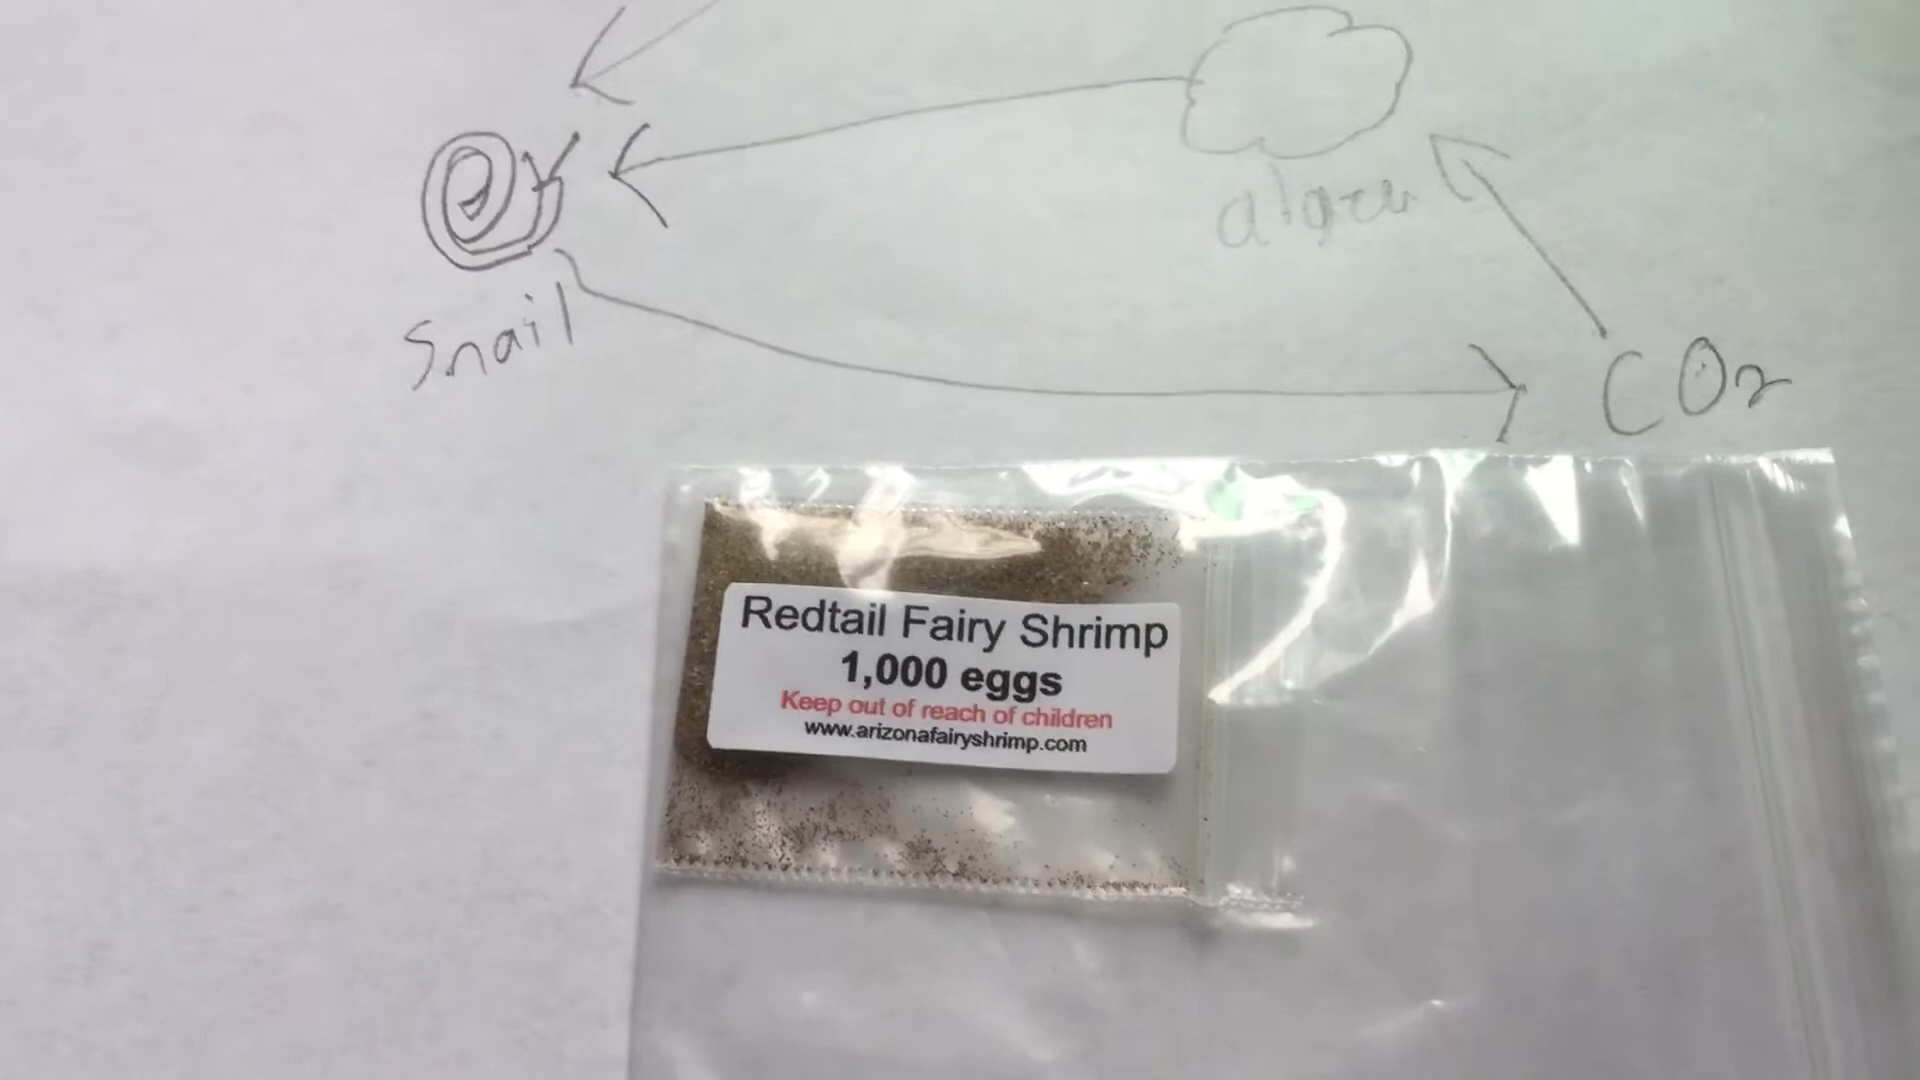 algae
Snail
CO2
Redtail Fairy Shrimp
1,000 eggs
Keep out of reach of children
www.arizonafairyshrimp.com